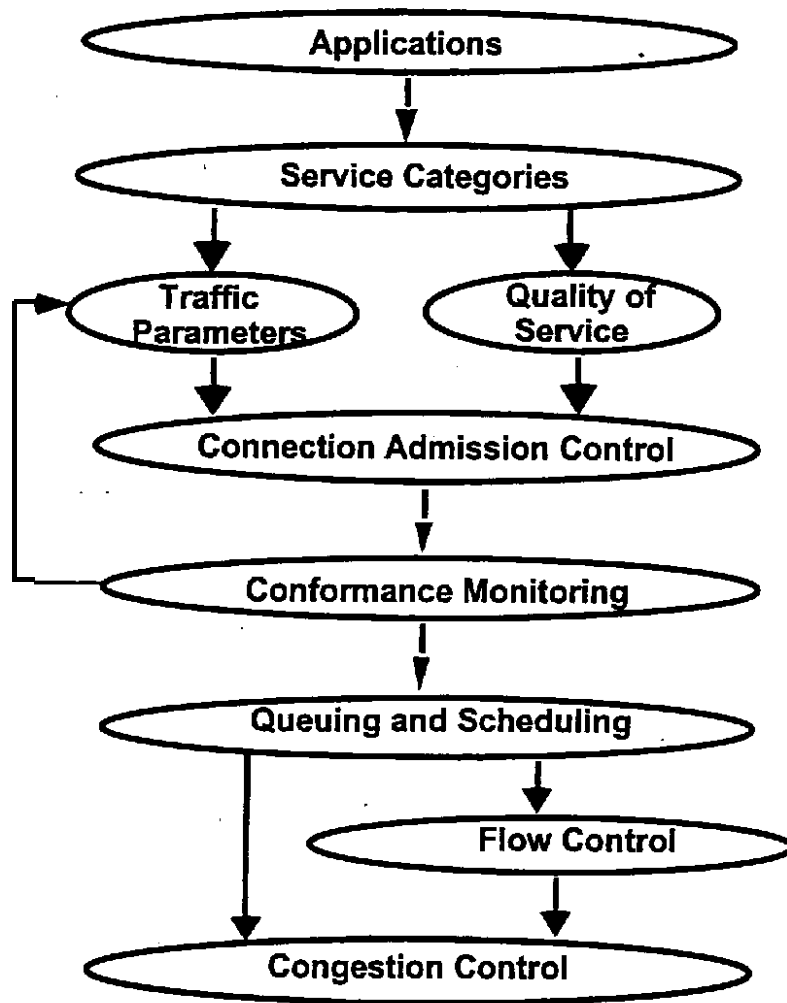 Applications
Service Categories
Traffic
Parameters
Quality of
Service
Connection Admission Control
Conformance Monitoring
Queuing and Scheduling
Flow Control
Congestion Control